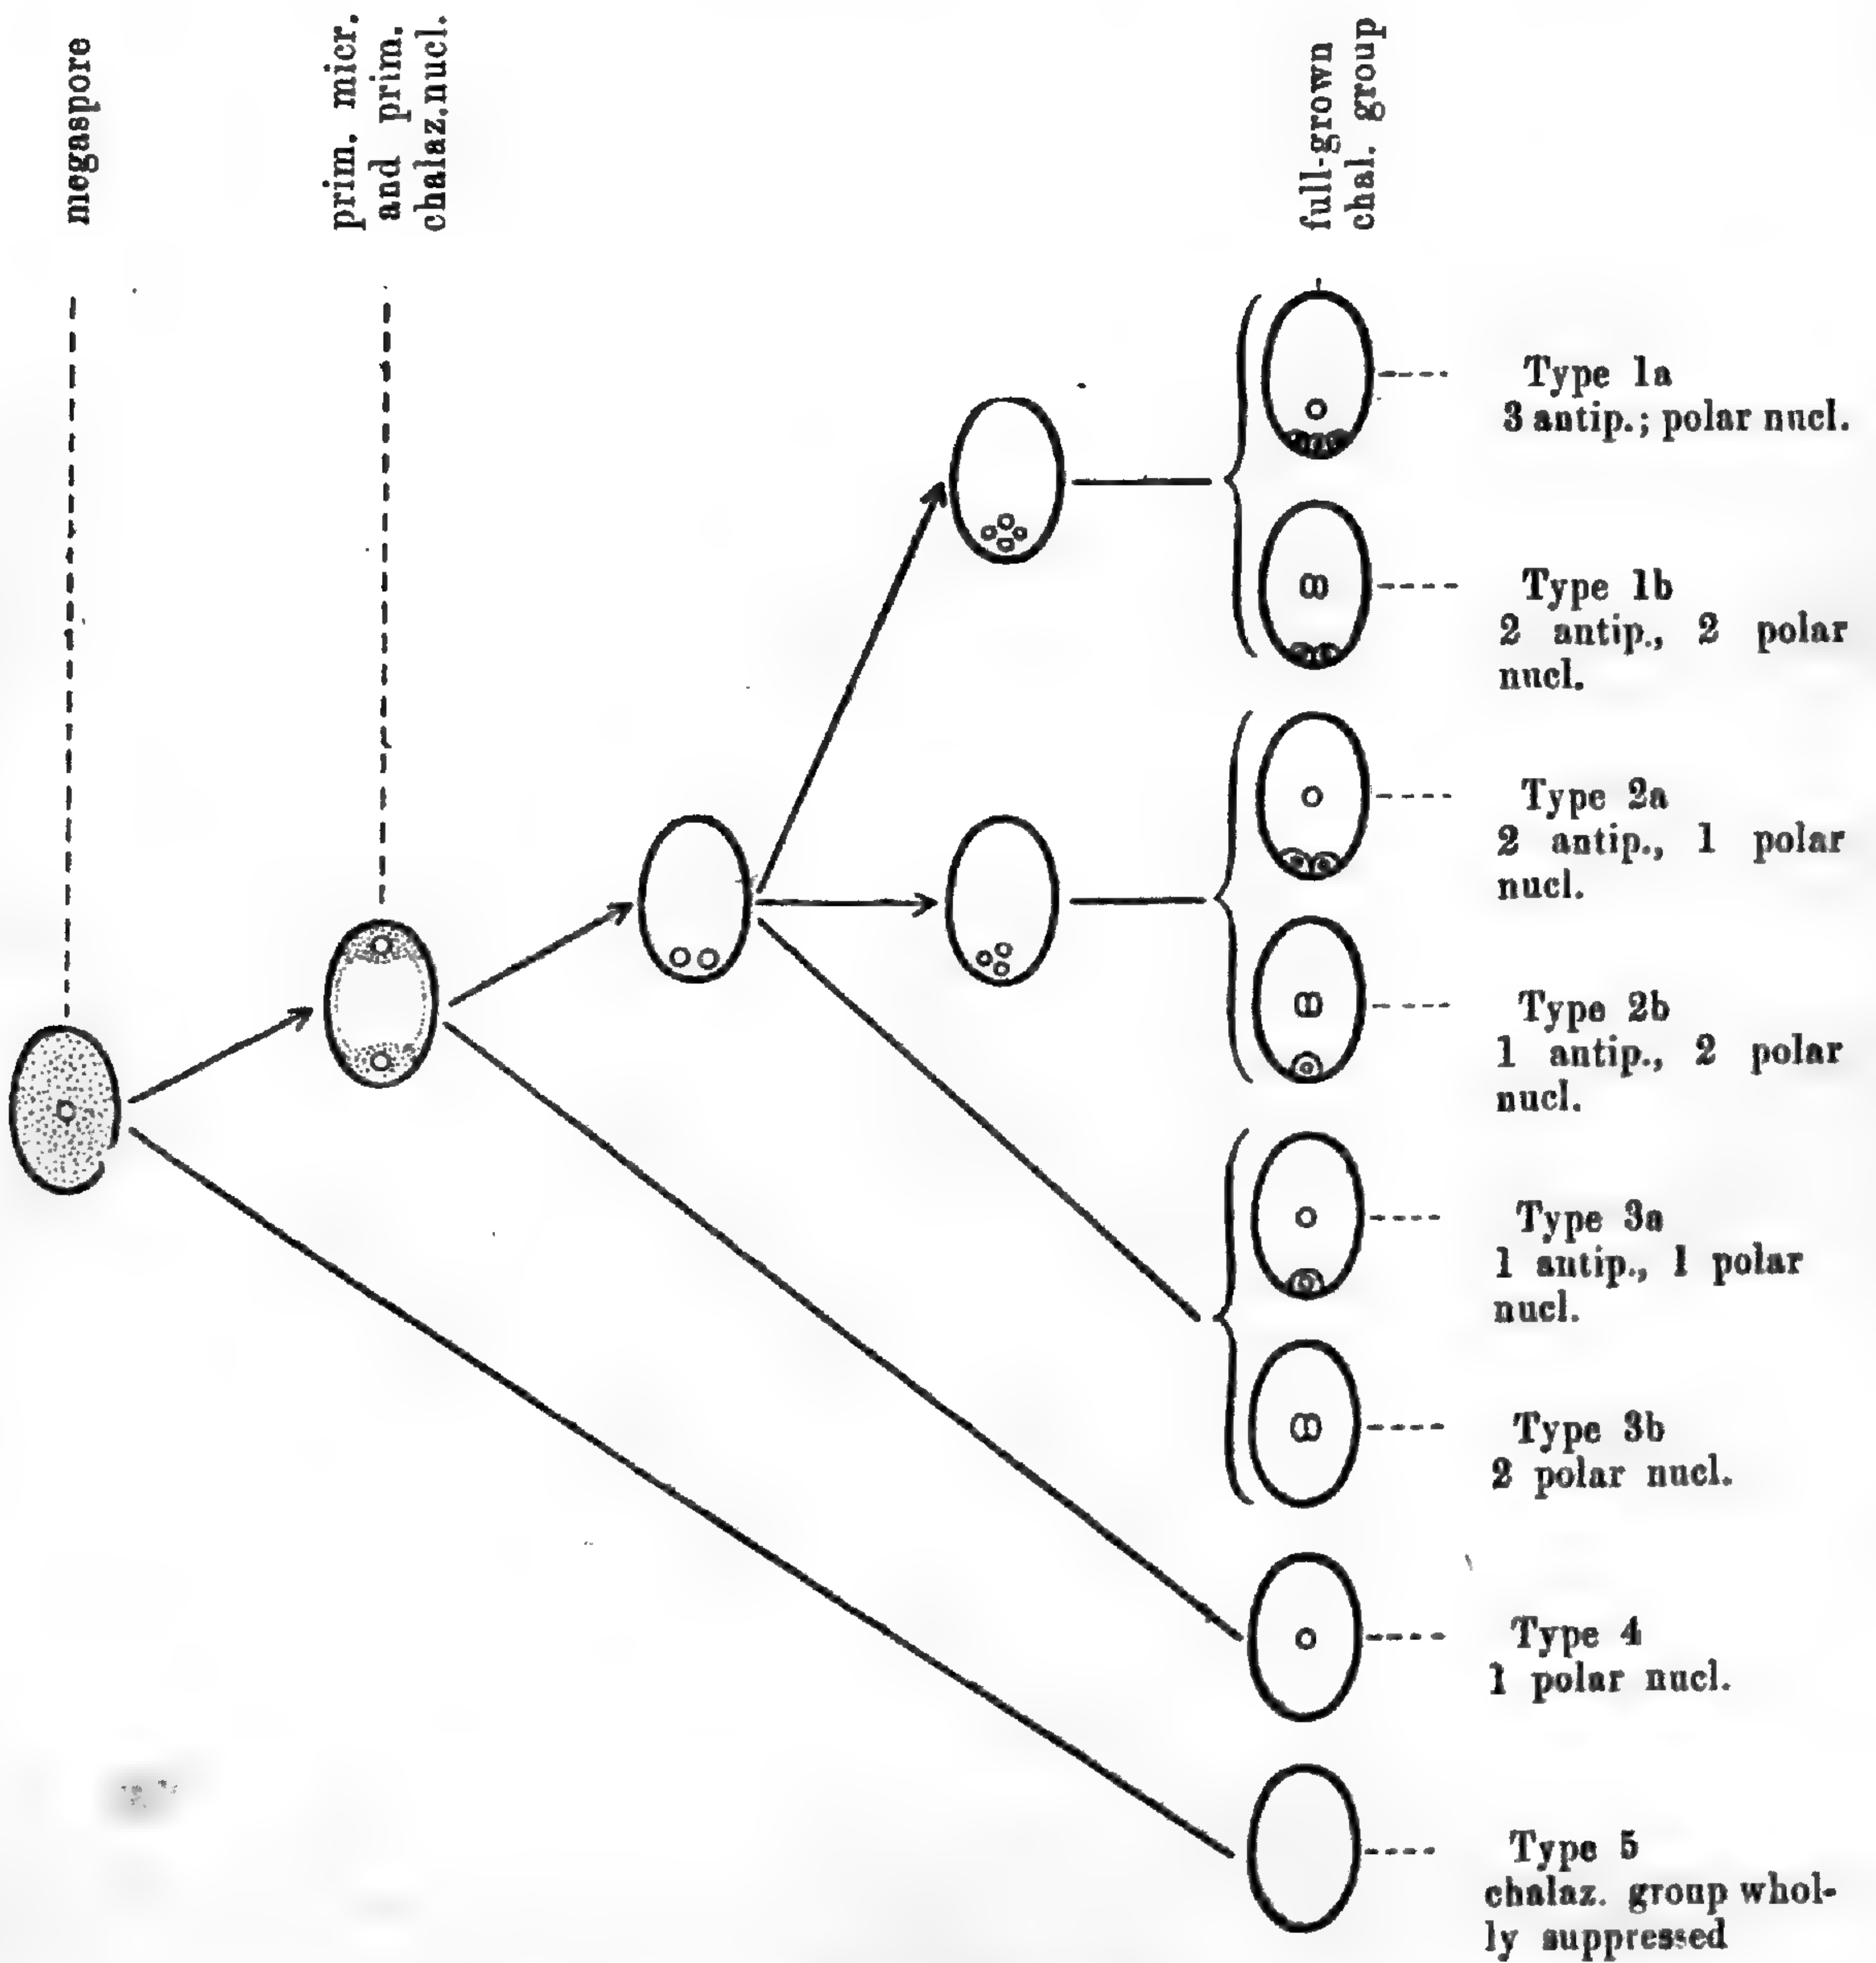 megaspore
prim. micr.
and prim.
chalaz.nucl.
full-grown
chal. group
Type 1a
3 antip.; polar nucl.
Type 1b
2 antip., 2 polar
nucl.
Type 2a
2 antip., 1 polar
nucl.
Type 2b
1 antip., 2 polar
nucl.
Type 3a
1 antip., 1 polar
nucl.
Type 3b
2 polar nucl.
Type 4
1 polar nucl.
Type 5
chalaz. group whol-
ly suppressed